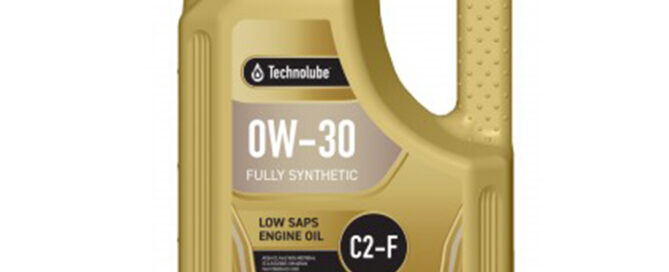 Technolube
0W-30
FULLY SYNTHETIC
LOW SAPS
ENGINE OIL
C2-F